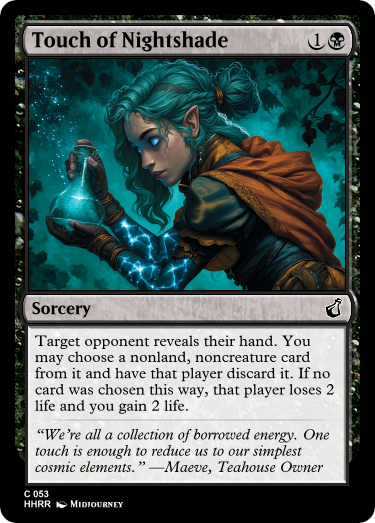 Touch of Nightshade 1
Sorcery
Target opponent reveals their hand. You
may choose a nonland, noncreature card
from it and have that player discard it. If no
card was chosen this way, that player loses 2
life and you gain 2 life.
"We're all a collection of borrowed energy. One
touch is enough to reduce us to our simplest
cosmic elements." —Maeve, Teahouse Owner
C 053
HHRR Midjourney